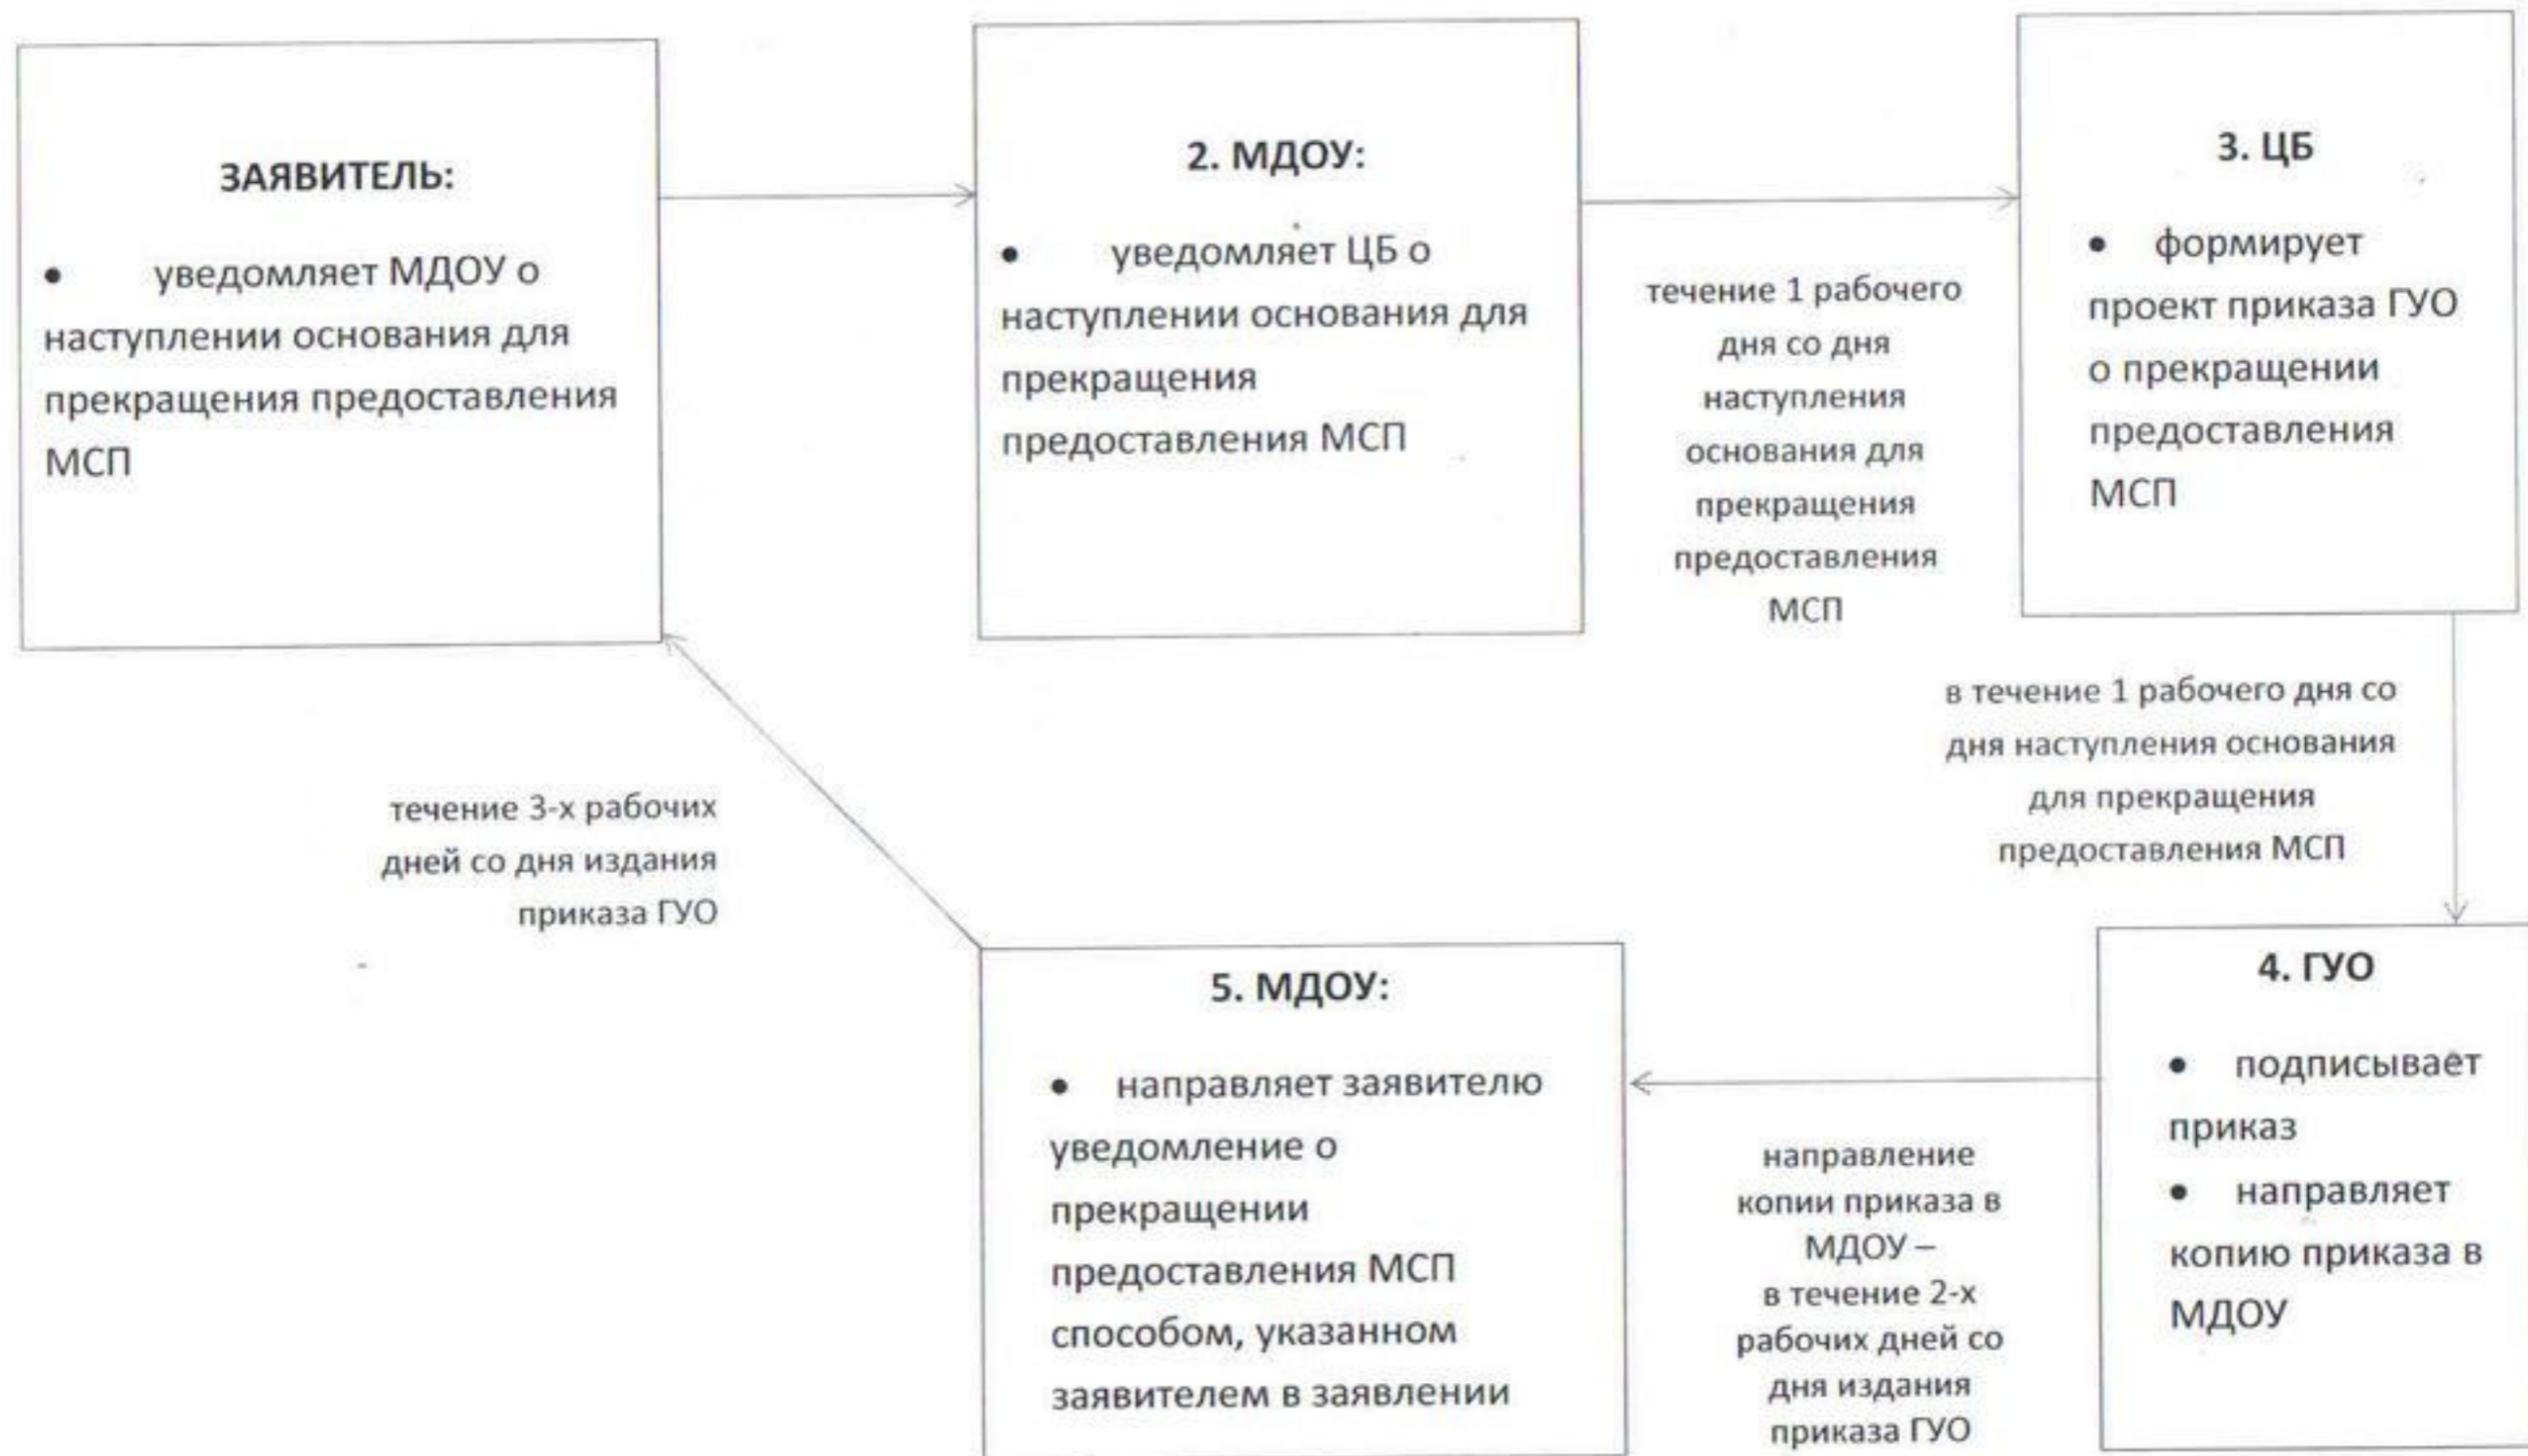 ЗАЯВИТЕЛЬ:
• уведомляет МДОУ о
наступлении основания для
прекращения предоставления
МСП
2. МДОУ:
• уведомляет ЦБ о
наступлении основания для
прекращения
предоставления МСП
течение 1 рабочего
дня со дня
наступления
основания для
прекращения
предоставления
МСП
3. ЦБ
• формирует
проект приказа ГУО
о прекращении
предоставления
МСП
в течение 1 рабочего дня со
дня наступления основания
для прекращения
предоставления МСП
4. ГУО
• подписывает
приказ
• направляет
копию приказа в
МДОУ
направление
копии приказа в
МДОУ –
в течение 2-х
рабочих дней со
дня издания
приказа ГУО
5. МДОУ:
• направляет заявителю
уведомление о
прекращении
предоставления МСП
способом, указанном
заявителем в заявлении
течение 3-х рабочих
дней со дня издания
приказа ГУО